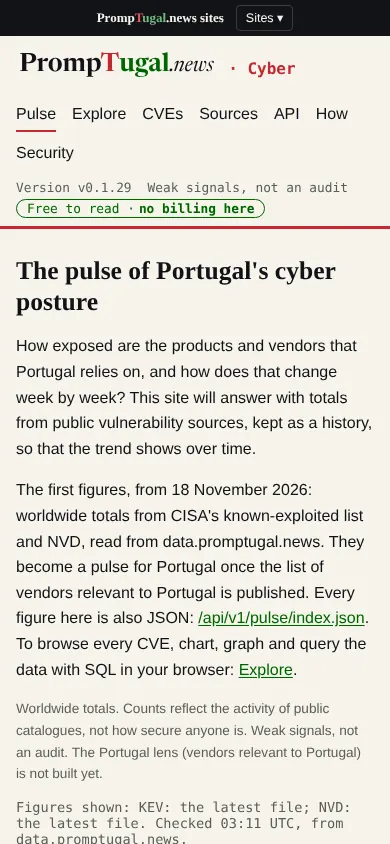 PrompTugal.news sites Sites ▾
PrompTugal.news · Cyber
Pulse Explore CVEs Sources API How
Security
Version v0.1.29 Weak signals, not an audit
Free to read · no billing here
The pulse of Portugal's cyber
posture
How exposed are the products and vendors that
Portugal relies on, and how does that change
week by week? This site will answer with totals
from public vulnerability sources, kept as a history,
so that the trend shows over time.
The first figures, from 18 November 2026:
worldwide totals from CISA's known-exploited list
and NVD, read from data.promptugal.news. They
become a pulse for Portugal once the list of
vendors relevant to Portugal is published. Every
figure here is also JSON: /api/v1/pulse/index.json.
To browse every CVE, chart, graph and query the
data with SQL in your browser: Explore.
Worldwide totals. Counts reflect the activity of public
catalogues, not how secure anyone is. Weak signals, not
an audit. The Portugal lens (vendors relevant to Portugal)
is not built yet.
Figures shown: KEV: the latest file; NVD:
the latest file. Checked 03:11 UTC, from
data.promptugal.news.